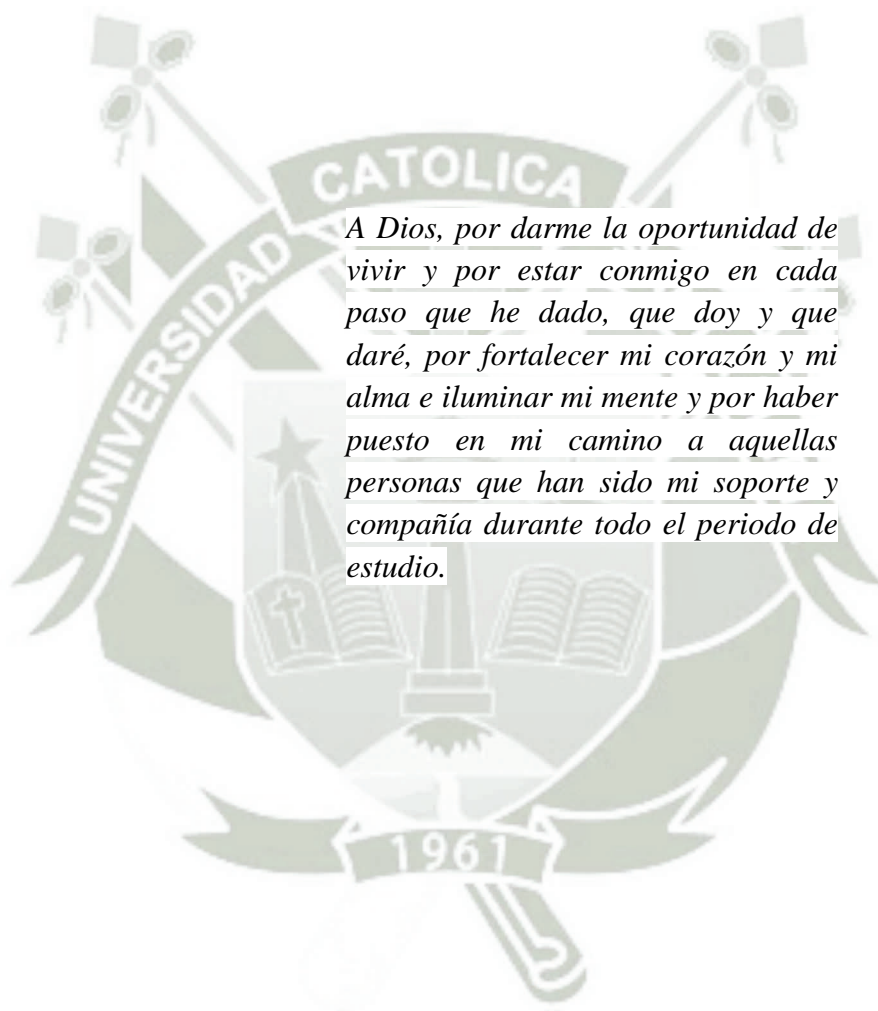 CATOLICA
UNIVERSIDAD
A Dios, por darme la oportunidad de
vivir y por estar conmigo en cada
paso que he dado, que doy y que
daré, por fortalecer mi corazón y mi
alma e iluminar mi mente y por haber
puesto en mi camino a aquellas
personas que han sido mi soporte y
compañía durante todo el periodo de
estudio.
1961